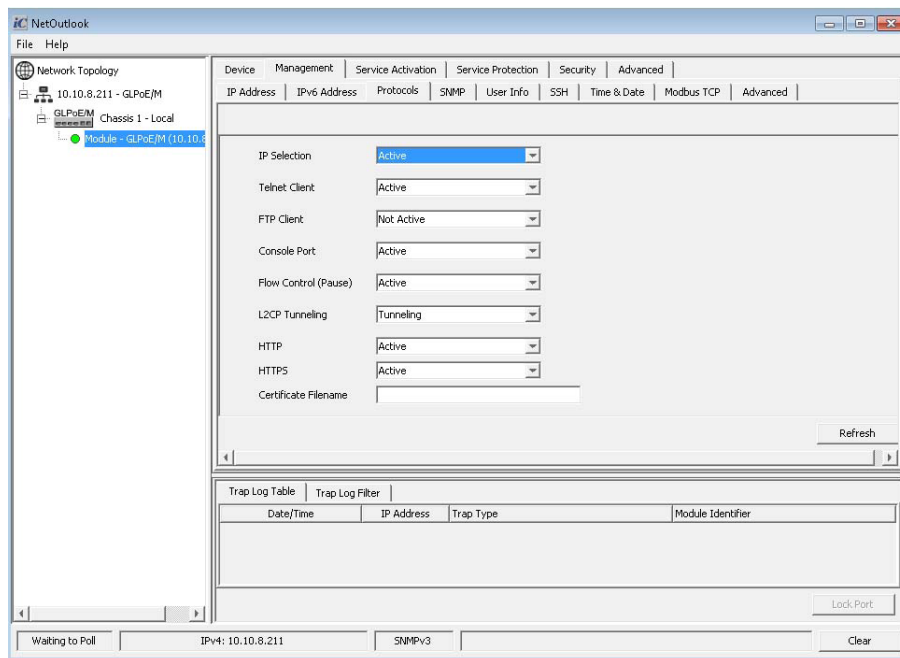 iC NetOutlook
File Help
Network Topology
10.10.8.211 - GLPoE/M
GLPoE/M Chassis 1 - Local
Module - GLPoE/M (10.10.8
Device Management Service Activation Service Protection Security Advanced
IP Address IPv6 Address Protocols SNMP User Info SSH Time & Date Modbus TCP Advanced
IP Selection Active
Telnet Client Active
FTP Client Not Active
Console Port Active
Flow Control (Pause) Active
L2CP Tunneling Tunneling
HTTP Active
HTTPS Active
Certificate Filename
Refresh
Trap Log Table Trap Log Filter
Date/Time IP Address Trap Type Module Identifier
Lock Port
Waiting to Poll IPv4: 10.10.8.211 SNMPv3 Clear